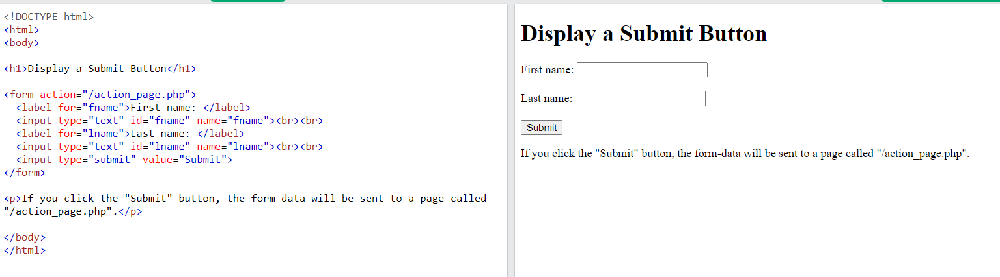 <!DOCTYPE html>
<html>
<body>
<h1>Display a Submit Button</h1>
<form action="/action_page.php">
<label for="fname">First name: </label>
<input type="text" id="fname" name="fname"><br><br>
<label for="lname">Last name: </label>
<input type="text" id="lname" name="lname"><br><br>
<input type="submit" value="Submit">
</form>
<p>If you click the "Submit" button, the form-data will be sent to a page called
"/action_page.php".</p>
</body>
</html>
Display a Submit Button
First name:
Last name:
Submit
If you click the "Submit" button, the form-data will be sent to a page called "/action_page.php".